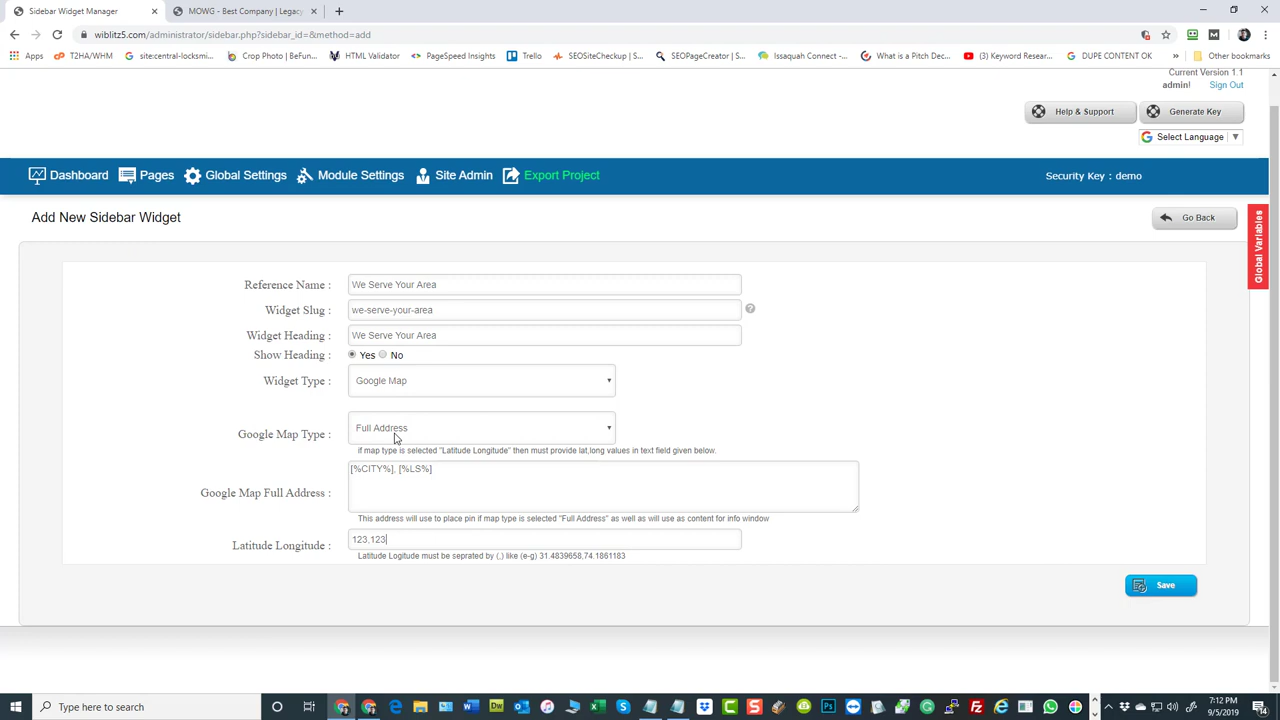 Sidebar Widget Manager
MOWG - Best Company | Legacy
wiblitz5.com/administrator/sidebar.php?sidebar_id=&method=add
Apps
T2HA/WHM
site:central-locksmi...
Crop Photo | BeFun...
HTML Validator
PageSpeed Insights
Trello
SEOSiteCheckup | S...
SEOPageCreator | S...
Issaquah Connect -...
What is a Pitch Dec...
(3) Keyword Resear...
DUPE CONTENT OK
»
Other bookmarks
Current Version 1.1
admin! Sign Out
Help & Support
Generate Key
Select Language
Dashboard
Pages
Global Settings
Module Settings
Site Admin
Export Project
Security Key : demo
Add New Sidebar Widget
Go Back
Global Variables
Reference Name : We Serve Your Area
Widget Slug : we-serve-your-area
Widget Heading : We Serve Your Area
Show Heading : Yes No
Widget Type : Google Map
Google Map Type : Full Address
if map type is selected "Latitude Longitude" then must provide lat,long values in text field given below.
Google Map Full Address : [%CITY%], [%LS%]
This address will use to place pin if map type is selected "Full Address" as well as will use as content for info window
Latitude Longitude : 123,123
Latitude Logitude must be seprated by (,) like (e-g) 31.4839658,74.1861183
Save
Type here to search
7:12 PM
9/5/2019